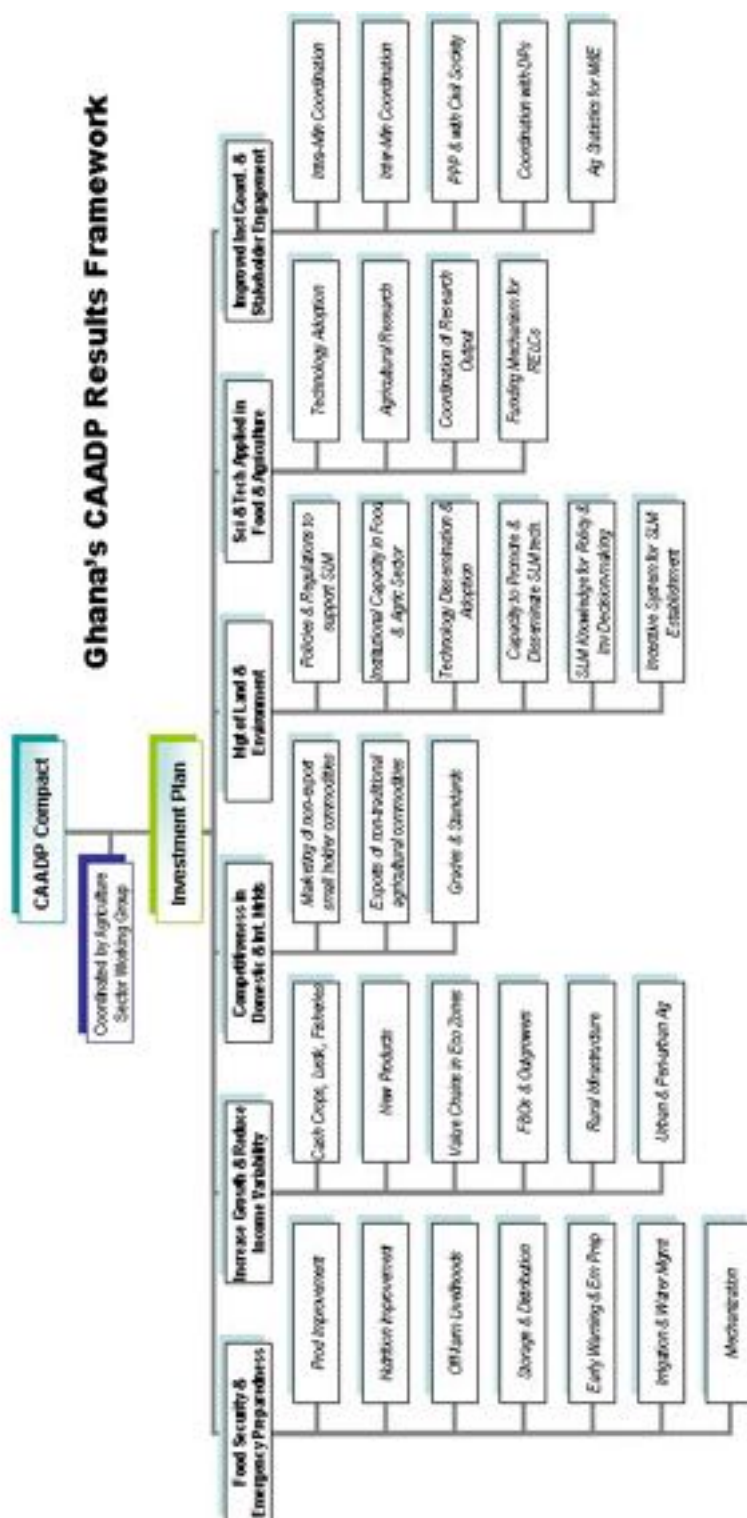 Ghana's CAADP Results Framework
CAADP Compact
Coordinated by Agriculture
Sector Working Group
Investment Plan
Food Security &
Emergency Preparedness
Prod Improvement
Nutrition Improvement
Off-farm Livelihoods
Storage & Distribution
Early Warning & Em Prep
Irrigation & Water Mgmt
Mechanization
Increase Growth & Reduce
Income Variability
Cash Crops, Lvstk, Fisheries
New Products
Value Chains in Eco Zones
FBOs & Outgrowers
Rural Infrastructure
Urban & Peri-urban Ag
Competitiveness in
Domestic & Int. Mrkts
Marketing of non-export
small holder commodities
Exports of non-traditional
agricultural commodities
Grades & Standards
Mgt of Land &
Environment
Policies & Regulations to
support SLM
Institutional Capacity in Food
& Agric Sector
Technology Dissemination &
Adoption
Capacity to Promote &
Disseminate SLM tech.
SLM Knowledge for Policy &
Inv Decisionmaking
Incentive System for SLM
Establishment
Sci & Tech Applied in
Food & Agriculture
Technology Adoption
Agricultural Research
Coordination of Research
Output
Funding Mechanism for
RELCs
Improved Inst Coord. &
Stakeholder Engagement
Intra-Min Coordination
Inter-Min Coordination
PPP & with Civil Society
Coordination with DPs
Ag Statistics for M&E